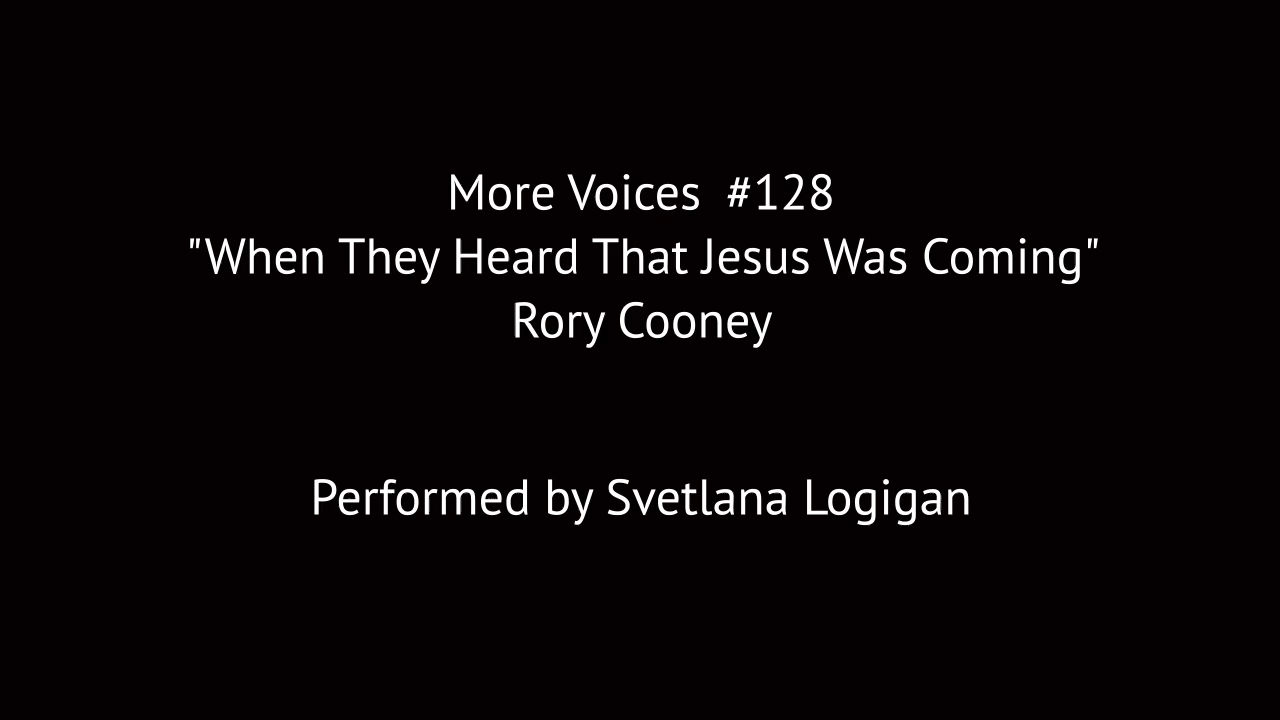 More Voices  #128
"When They Heard That Jesus Was Coming"
Rory Cooney
Performed by Svetlana Logigan